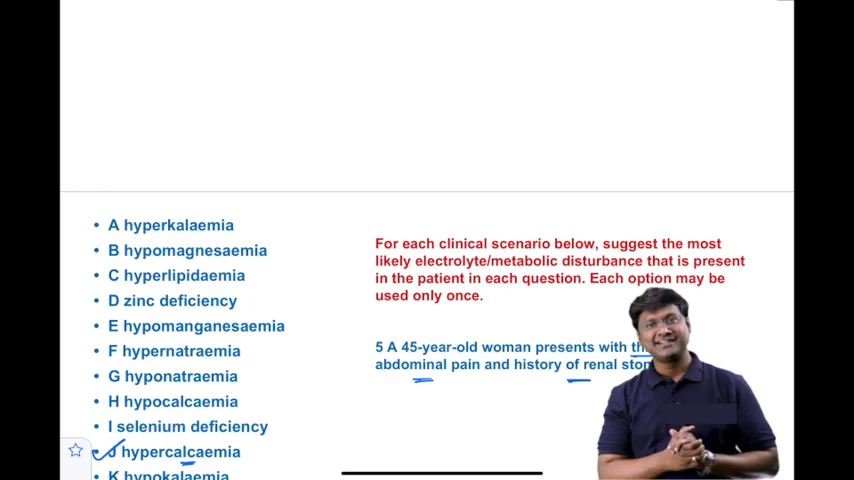 • A hyperkalaemia
• B hypomagnesaemia
• C hyperlipidaemia
• D zinc deficiency
• E hypomanganesaemia
• F hypernatraemia
• G hyponatraemia
• H hypocalcaemia
• I selenium deficiency
• J hypercalcaemia
• K hypokalaemia
For each clinical scenario below, suggest the most
likely electrolyte/metabolic disturbance that is present
in the patient in each question. Each option may be
used only once.
5 A 45-year-old woman presents with
abdominal pain and history of renal